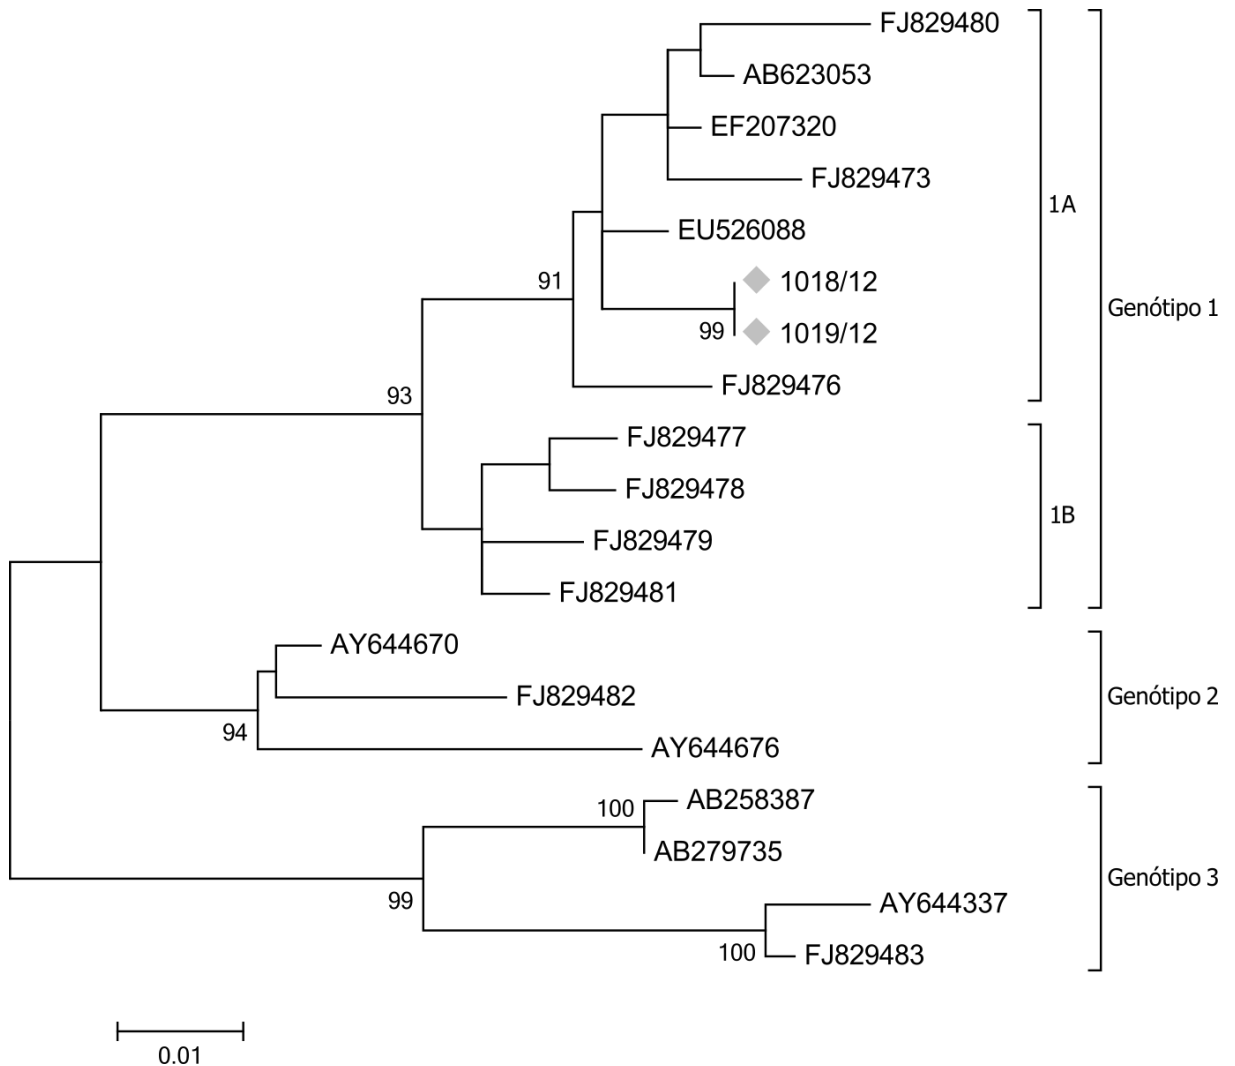 FJ829480
AB623053
EF207320
FJ829473
1A
EU526088
91
1018/12
Genótipo 1
99
1019/12
FJ829476
93
FJ829477
FJ829478
1B
FJ829479
FJ829481
AY644670
FJ829482
Genótipo 2
94
AY644676
100
AB258387
AB279735
Genótipo 3
99
AY644337
100
FJ829483
0.01